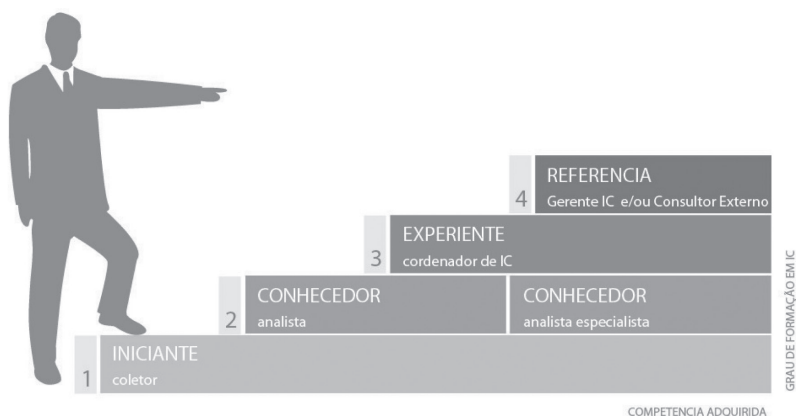 4
REFERENCIA
Gerente IC e/ou Consultor Externo
3
EXPERIENTE
cordenador de IC
2
CONHECEDOR
analista
CONHECEDOR
analista especialista
1
INICIANTE
coletor
GRAU DE FORMAÇÃO EM IC
COMPETENCIA ADQUIRIDA